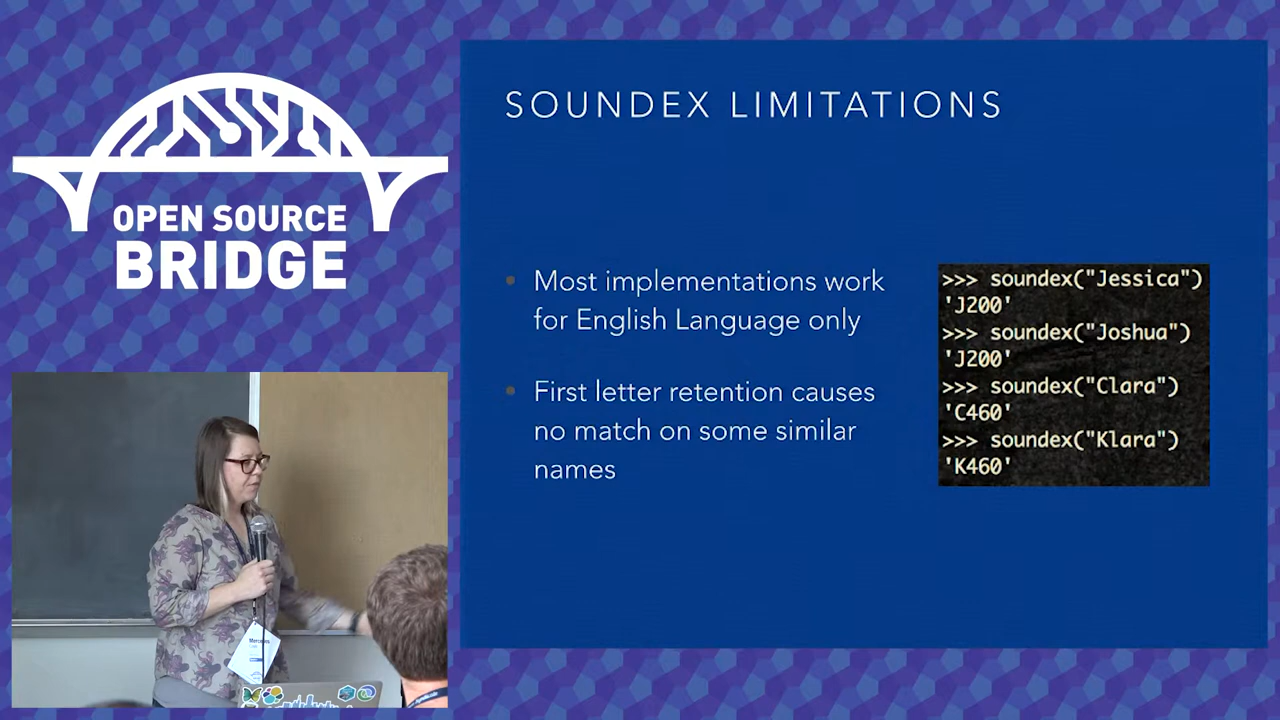 OPEN SOURCE
BRIDGE
SOUNDEX LIMITATIONS
Most implementations work
for English Language only
First letter retention causes
no match on some similar
names
>>> soundex("Jessica")
'J200'
>>> soundex("Joshua")
'J200'
>>> soundex("Clara")
'C460'
>>> soundex("Klara")
'K460'